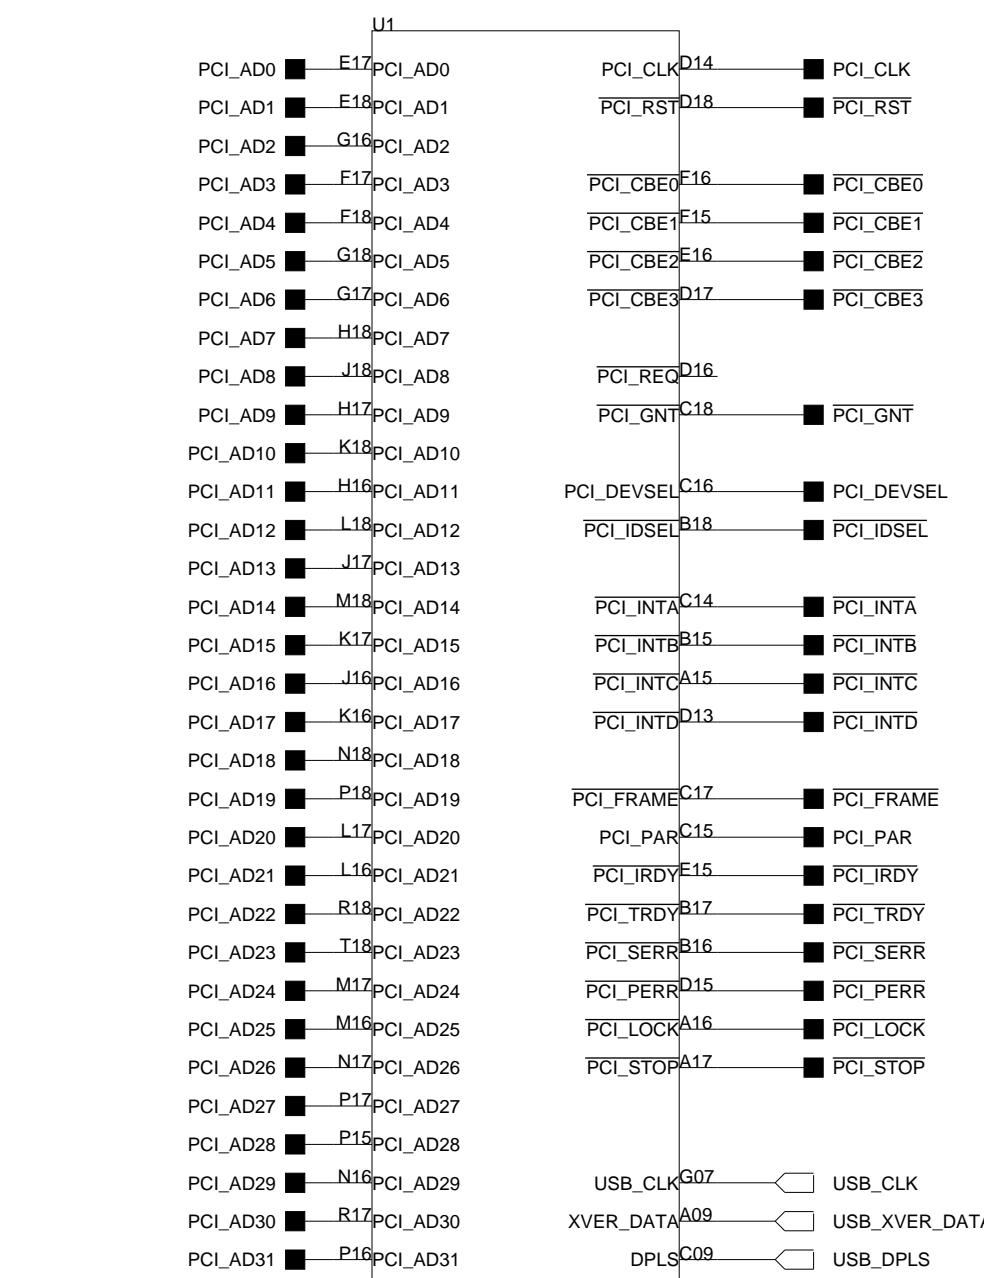 U1
PCI_AD0 E17 PCI_AD0 PCI_CLK D14 PCI_CLK
PCI_AD1 E18 PCI_AD1 PCI_RST D18 PCI_RST
PCI_AD2 G16 PCI_AD2
PCI_AD3 F17 PCI_AD3 PCI_CBE0 F16 PCI_CBE0
PCI_AD4 F18 PCI_AD4 PCI_CBE1 F15 PCI_CBE1
PCI_AD5 G18 PCI_AD5 PCI_CBE2 E16 PCI_CBE2
PCI_AD6 G17 PCI_AD6 PCI_CBE3 D17 PCI_CBE3
PCI_AD7 H18 PCI_AD7
PCI_AD8 J18 PCI_AD8 PCI_REQ D16
PCI_AD9 H17 PCI_AD9 PCI_GNT C18 PCI_GNT
PCI_AD10 K18 PCI_AD10
PCI_AD11 H16 PCI_AD11 PCI_DEVSEL C16 PCI_DEVSEL
PCI_AD12 L18 PCI_AD12 PCI_IDSEL B18 PCI_IDSEL
PCI_AD13 J17 PCI_AD13
PCI_AD14 M18 PCI_AD14 PCI_INTA C14 PCI_INTA
PCI_AD15 K17 PCI_AD15 PCI_INTB B15 PCI_INTB
PCI_AD16 J16 PCI_AD16 PCI_INTC A15 PCI_INTC
PCI_AD17 K16 PCI_AD17 PCI_INTD D13 PCI_INTD
PCI_AD18 N18 PCI_AD18
PCI_AD19 P18 PCI_AD19 PCI_FRAME C17 PCI_FRAME
PCI_AD20 L17 PCI_AD20 PCI_PAR C15 PCI_PAR
PCI_AD21 L16 PCI_AD21 PCI_IRDY E15 PCI_IRDY
PCI_AD22 R18 PCI_AD22 PCI_TRDY B17 PCI_TRDY
PCI_AD23 T18 PCI_AD23 PCI_SERR B16 PCI_SERR
PCI_AD24 M17 PCI_AD24 PCI_PERR D15 PCI_PERR
PCI_AD25 M16 PCI_AD25 PCI_LOCK A16 PCI_LOCK
PCI_AD26 N17 PCI_AD26 PCI_STOP A17 PCI_STOP
PCI_AD27 P17 PCI_AD27
PCI_AD28 P15 PCI_AD28
PCI_AD29 N16 PCI_AD29 USB_CLK G07 USB_CLK
PCI_AD30 R17 PCI_AD30 XVER_DATA A09 USB_XVER_DATA
PCI_AD31 P16 PCI_AD31 DPLS C09 USB_DPLS